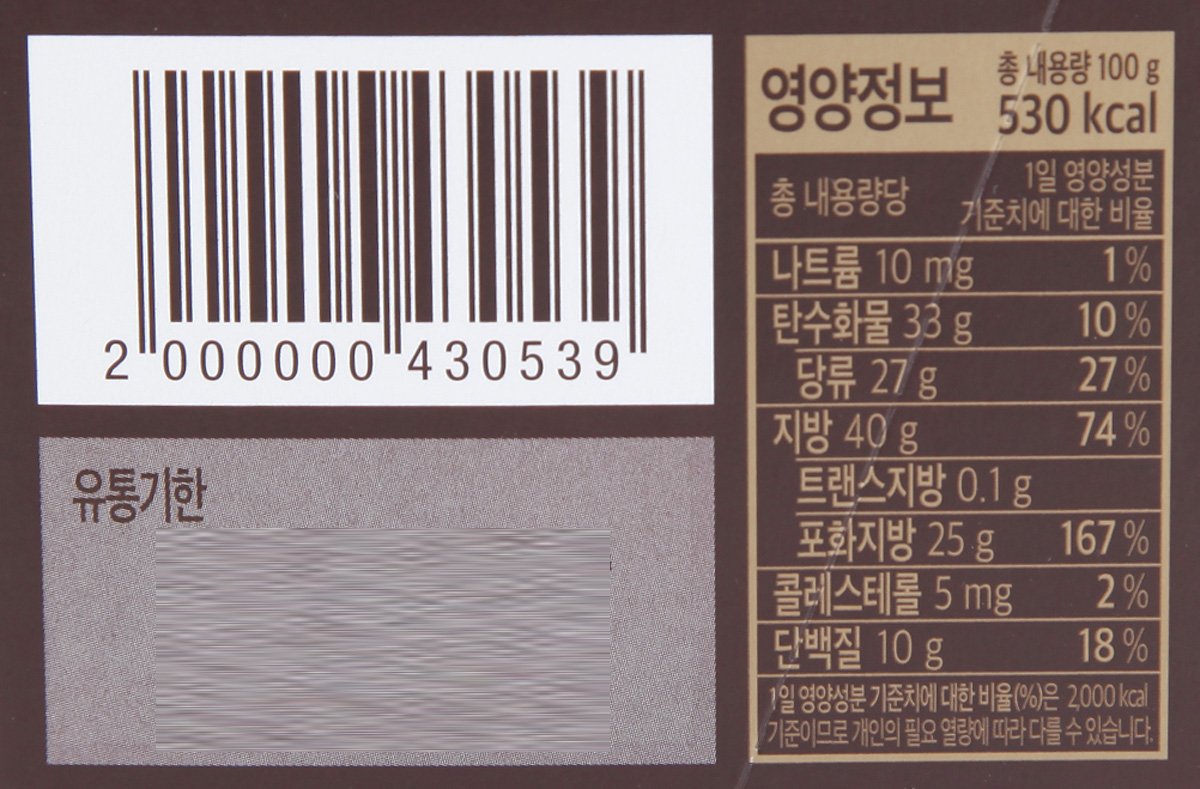 2 000000 430539
유통기한
영양정보
총 내용량 100 g
530 kcal
총 내용량당
1일 영양성분
기준치에 대한 비율
나트륨 10 mg 1 %
탄수화물 33 g 10 %
당류 27 g 27 %
지방 40 g 74 %
트랜스지방 0.1 g
포화지방 25 g 167 %
콜레스테롤 5 mg 2 %
단백질 10 g 18 %
1일 영양성분 기준치에 대한 비율(%)은 2,000 kcal
기준이므로 개인의 필요 열량에 따라 다를 수 있습니다.